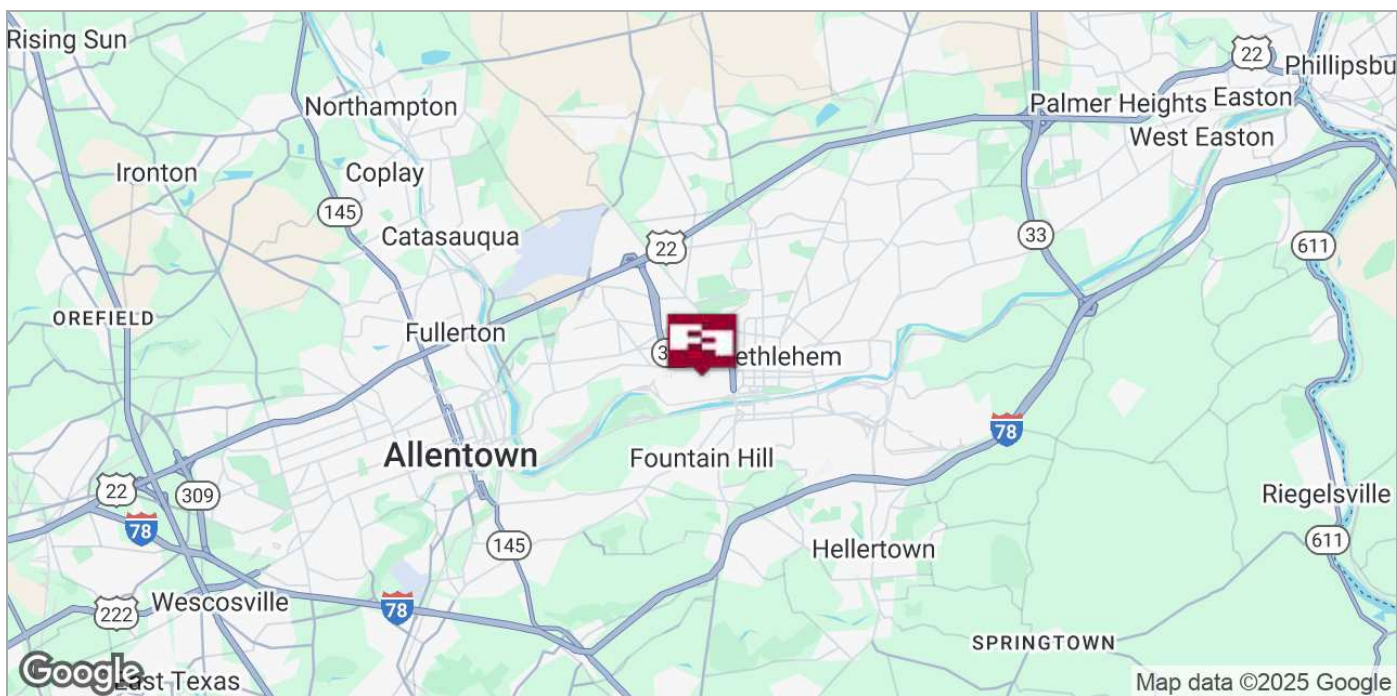 Rising Sun
22
Phillipsbu
Northampton
Palmer Heights
Easton
West Easton
Ironton
Coplay
145
Catasauqua
22
33
611
OREFIELD
Fullerton
3
ethlehem
78
Allentown
Fountain Hill
22
309
Riegelsville
78
145
Hellertown
611
Wescosville
78
222
SPRINGTOWN
Google
East Texas
Map data ©2025 Google